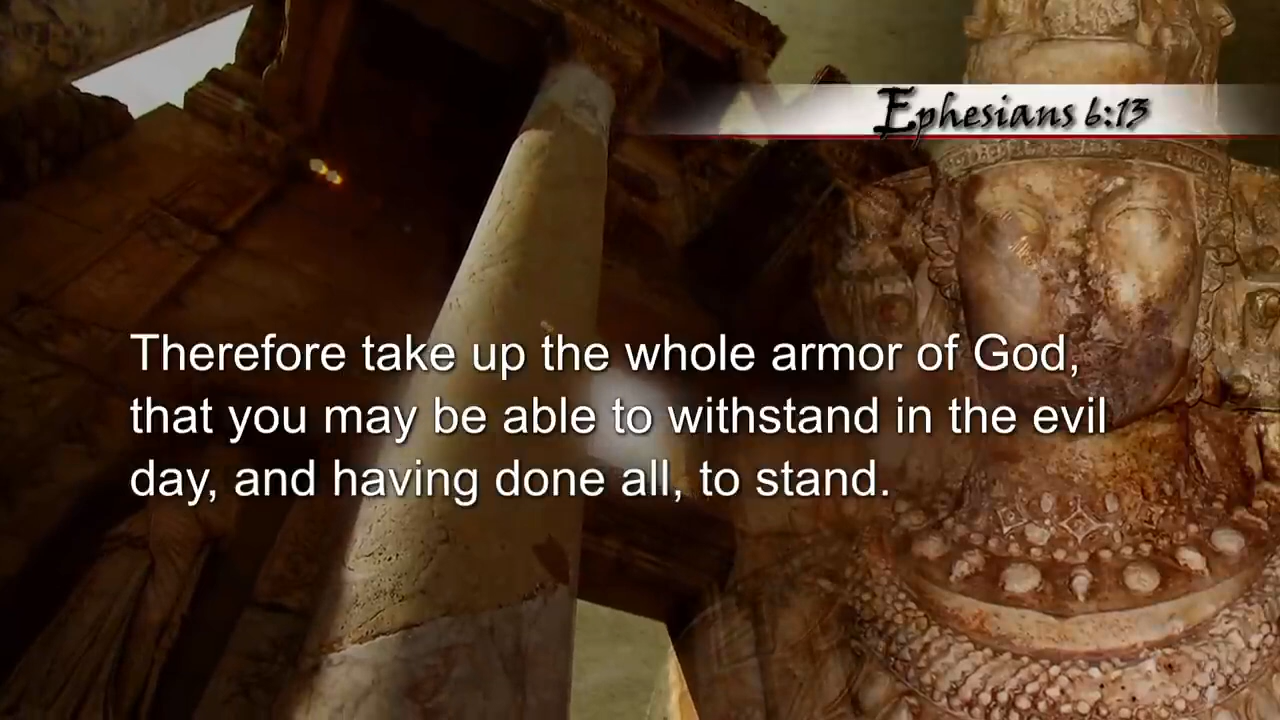 Ephesians 6:13
Therefore take up the whole armor of God,
that you may be able to withstand in the evil
day, and having done all, to stand.